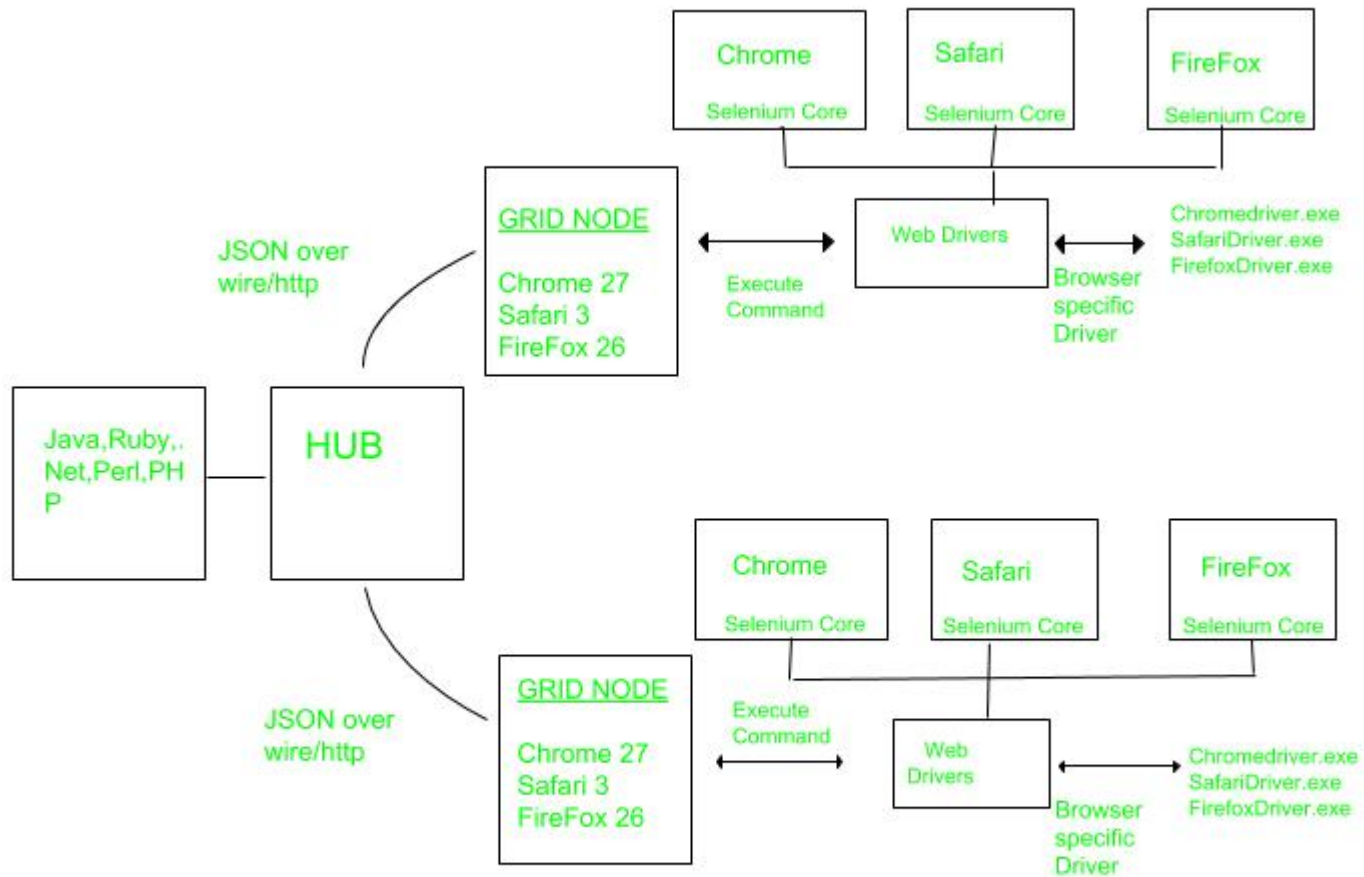 Chrome
Selenium Core
Safari
Selenium Core
FireFox
Selenium Core
JSON over
wire/http
GRID NODE
Chrome 27
Safari 3
FireFox 26
Execute
Command
Web Drivers
Browser
specific
Driver
Chromedriver.exe
SafariDriver.exe
FirefoxDriver.exe
Java,Ruby,.
Net,Perl,PH
P
HUB
Chrome
Selenium Core
Safari
Selenium Core
FireFox
Selenium Core
JSON over
wire/http
GRID NODE
Chrome 27
Safari 3
FireFox 26
Execute
Command
Web
Drivers
Browser
specific
Driver
Chromedriver.exe
SafariDriver.exe
FirefoxDriver.exe